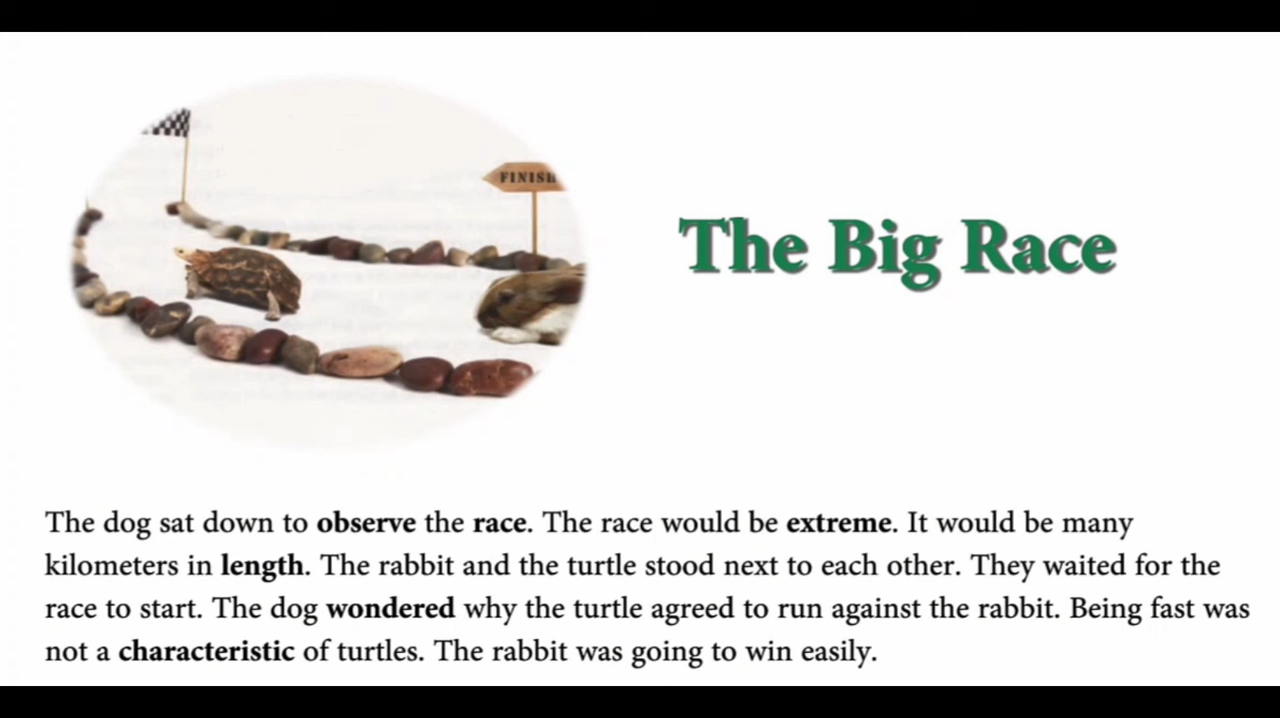 FINISH
The Big Race
The dog sat down to observe the race. The race would be extreme. It would be many
kilometers in length. The rabbit and the turtle stood next to each other. They waited for the
race to start. The dog wondered why the turtle agreed to run against the rabbit. Being fast was
not a characteristic of turtles. The rabbit was going to win easily.